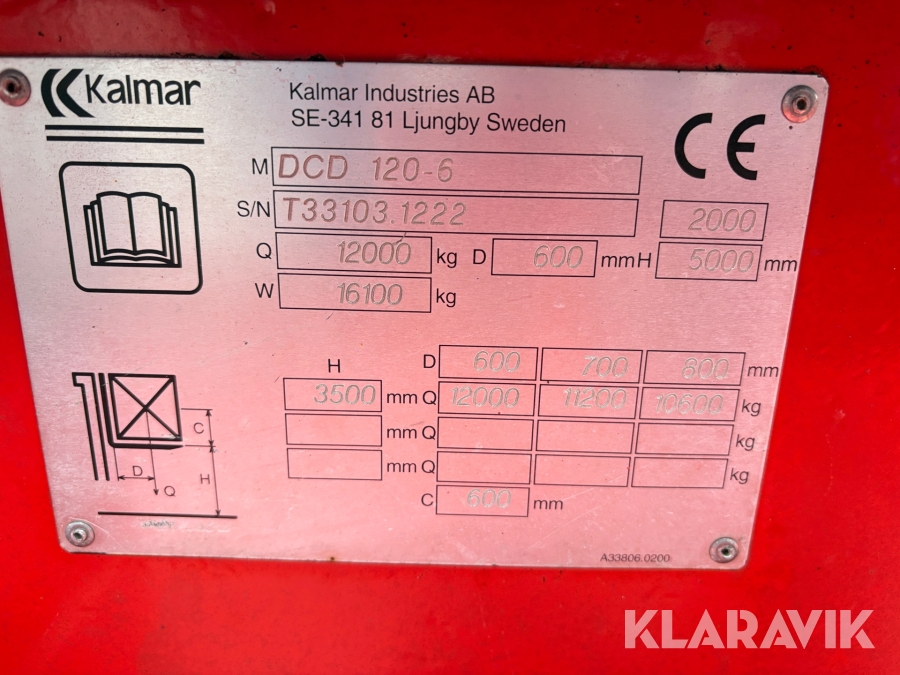 Kalmar
Kalmar Industries AB
SE-341 81 Ljungby Sweden
CE
M DCD 120-6
S/N T33103.1222 2000
Q 12000 kg D 600 mm H 5000 mm
W 16100 kg
H D 600 700 800 mm
3500 mm Q 12000 11200 10600 kg
mm Q kg
mm Q kg
C 600 mm
C
D
H
Q
A33806.0200
KLARAVIK